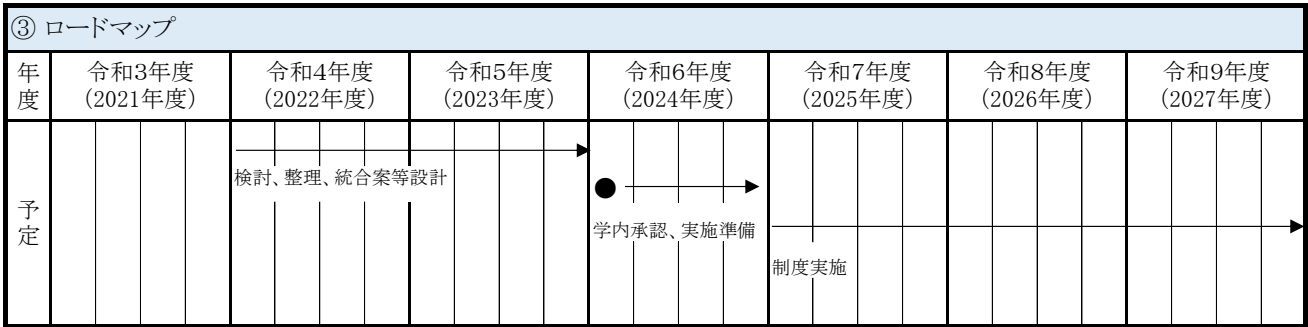 ③ ロードマップ
年度
令和3年度
(2021年度)
令和4年度
(2022年度)
令和5年度
(2023年度)
令和6年度
(2024年度)
令和7年度
(2025年度)
令和8年度
(2026年度)
令和9年度
(2027年度)
予定
検討、整理、統合案等設計
学内承認、実施準備
制度実施